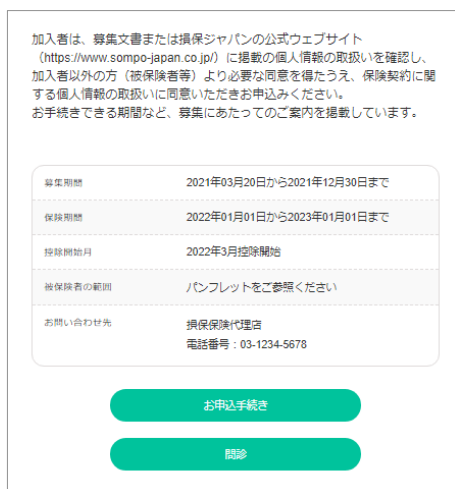 加入者は、募集文書または損保ジャパンの公式ウェブサイト
（https://www.sompo-japan.co.jp/）に掲載の個人情報の取扱いを確認し、
加入者以外の方（被保険者等）より必要な同意を得たうえ、保険契約に関
する個人情報の取扱いに同意いただきお申込みください。
お手続きできる期間など、募集にあたってのご案内を掲載しています。
募集期間 2021年03月20日から2021年12月30日まで
保険期間 2022年01月01日から2023年01月01日まで
控除開始月 2022年3月控除開始
被保険者の範囲 パンフレットをご参照ください
お問い合わせ先 損保保険代理店
電話番号：03-1234-5678
お申込手続き
問診